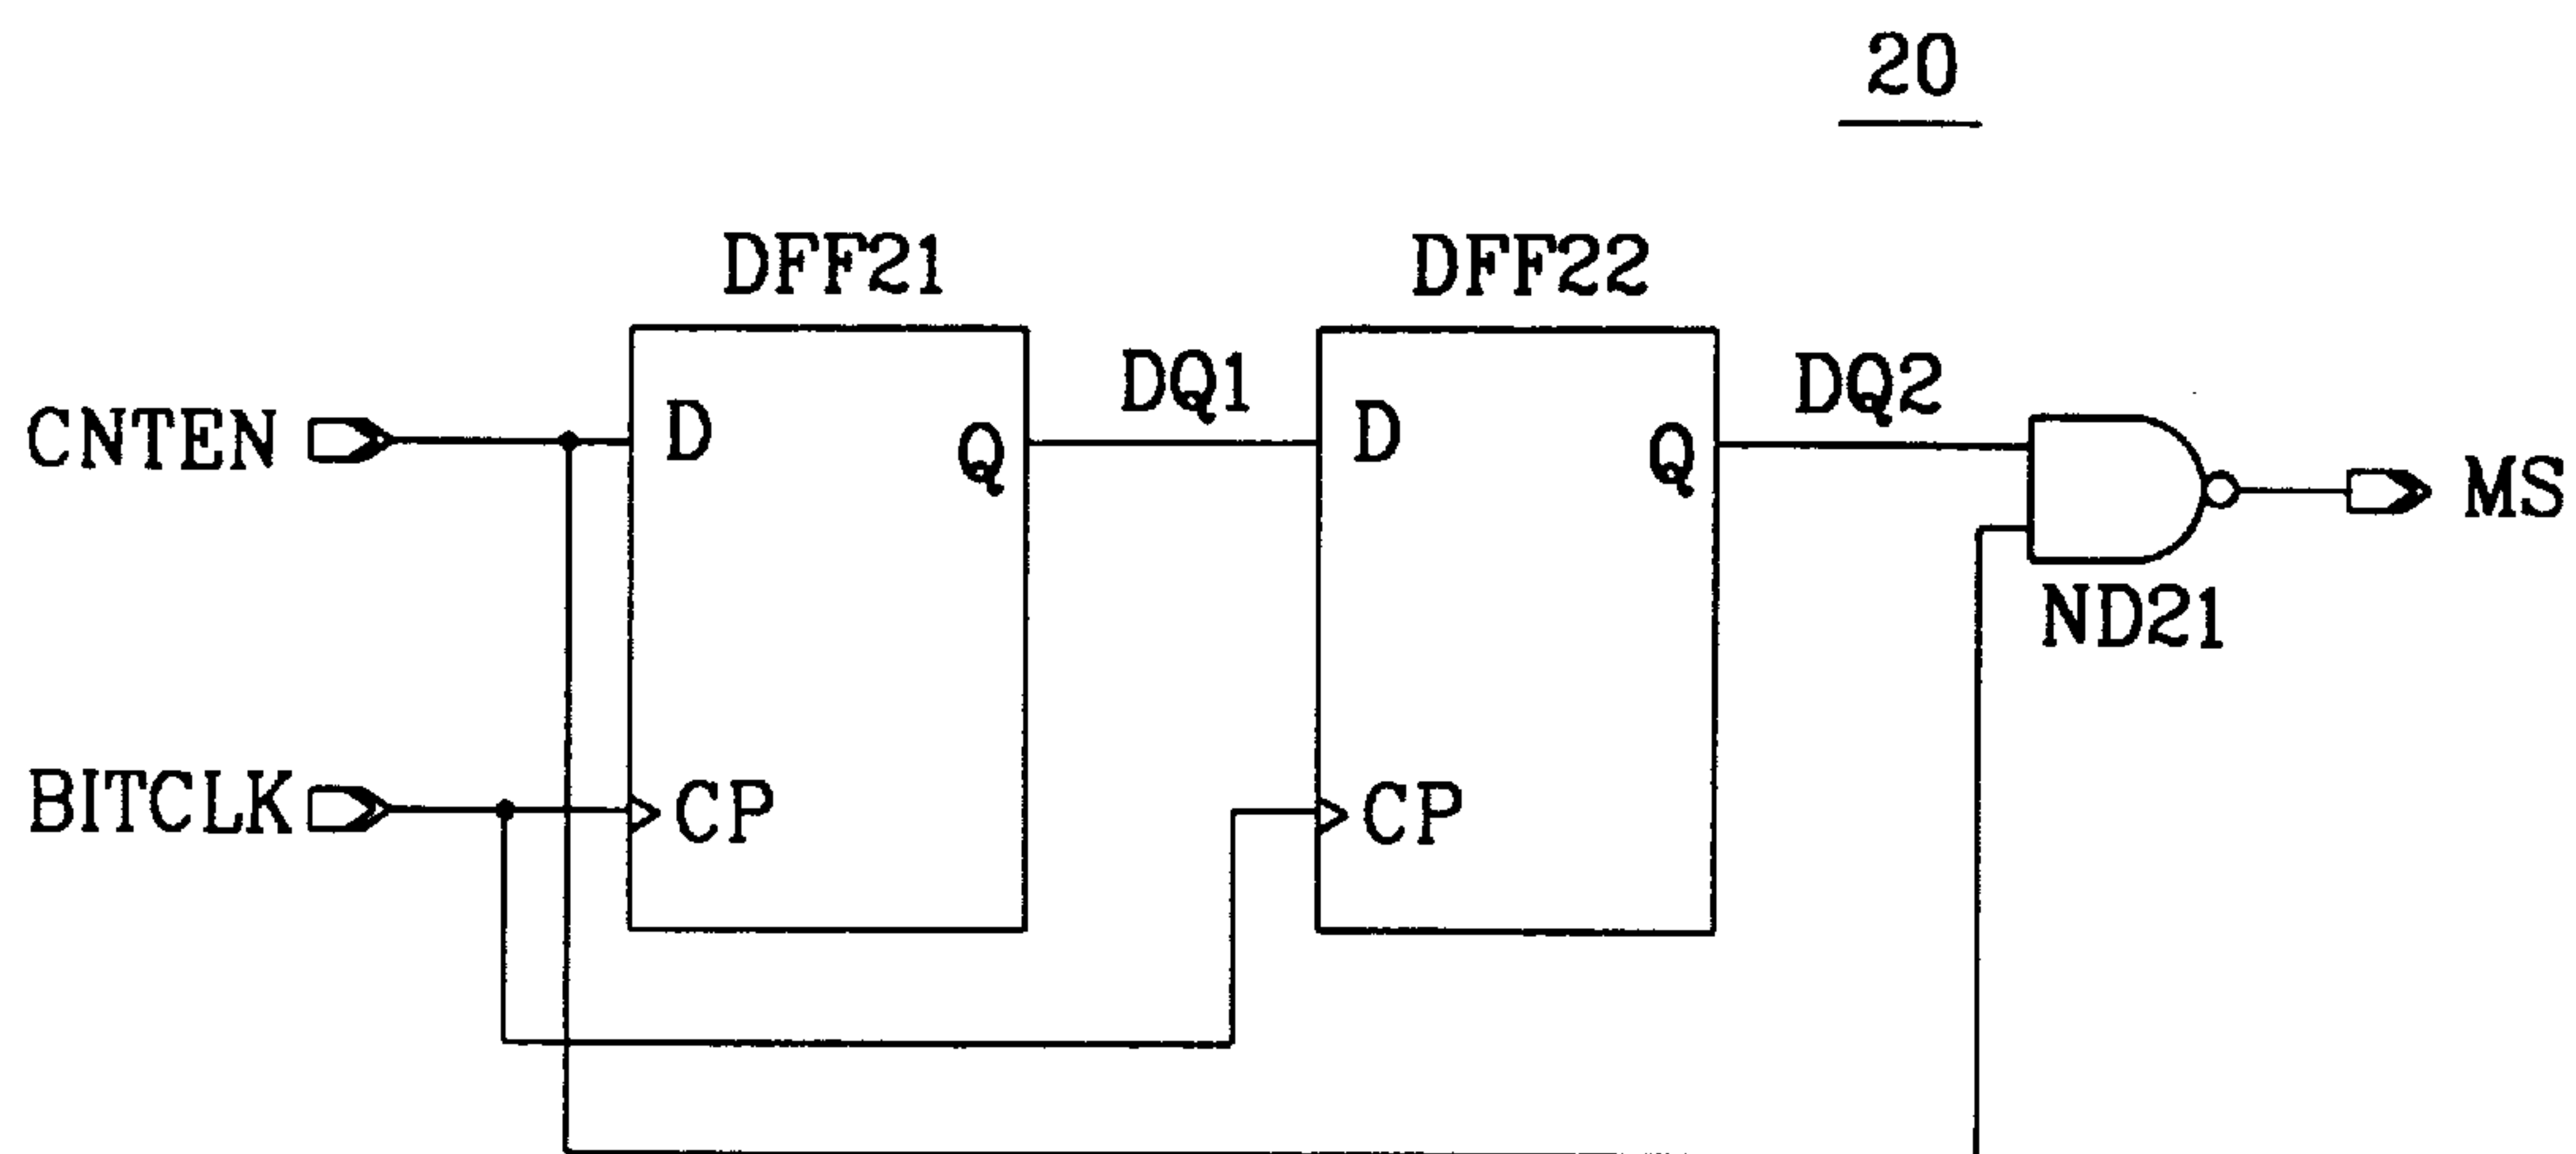 20
DFF21
DFF22
DQ1
DQ2
CNTEN
D
Q
D
Q
MS
ND21
BITCLK
CP
CP